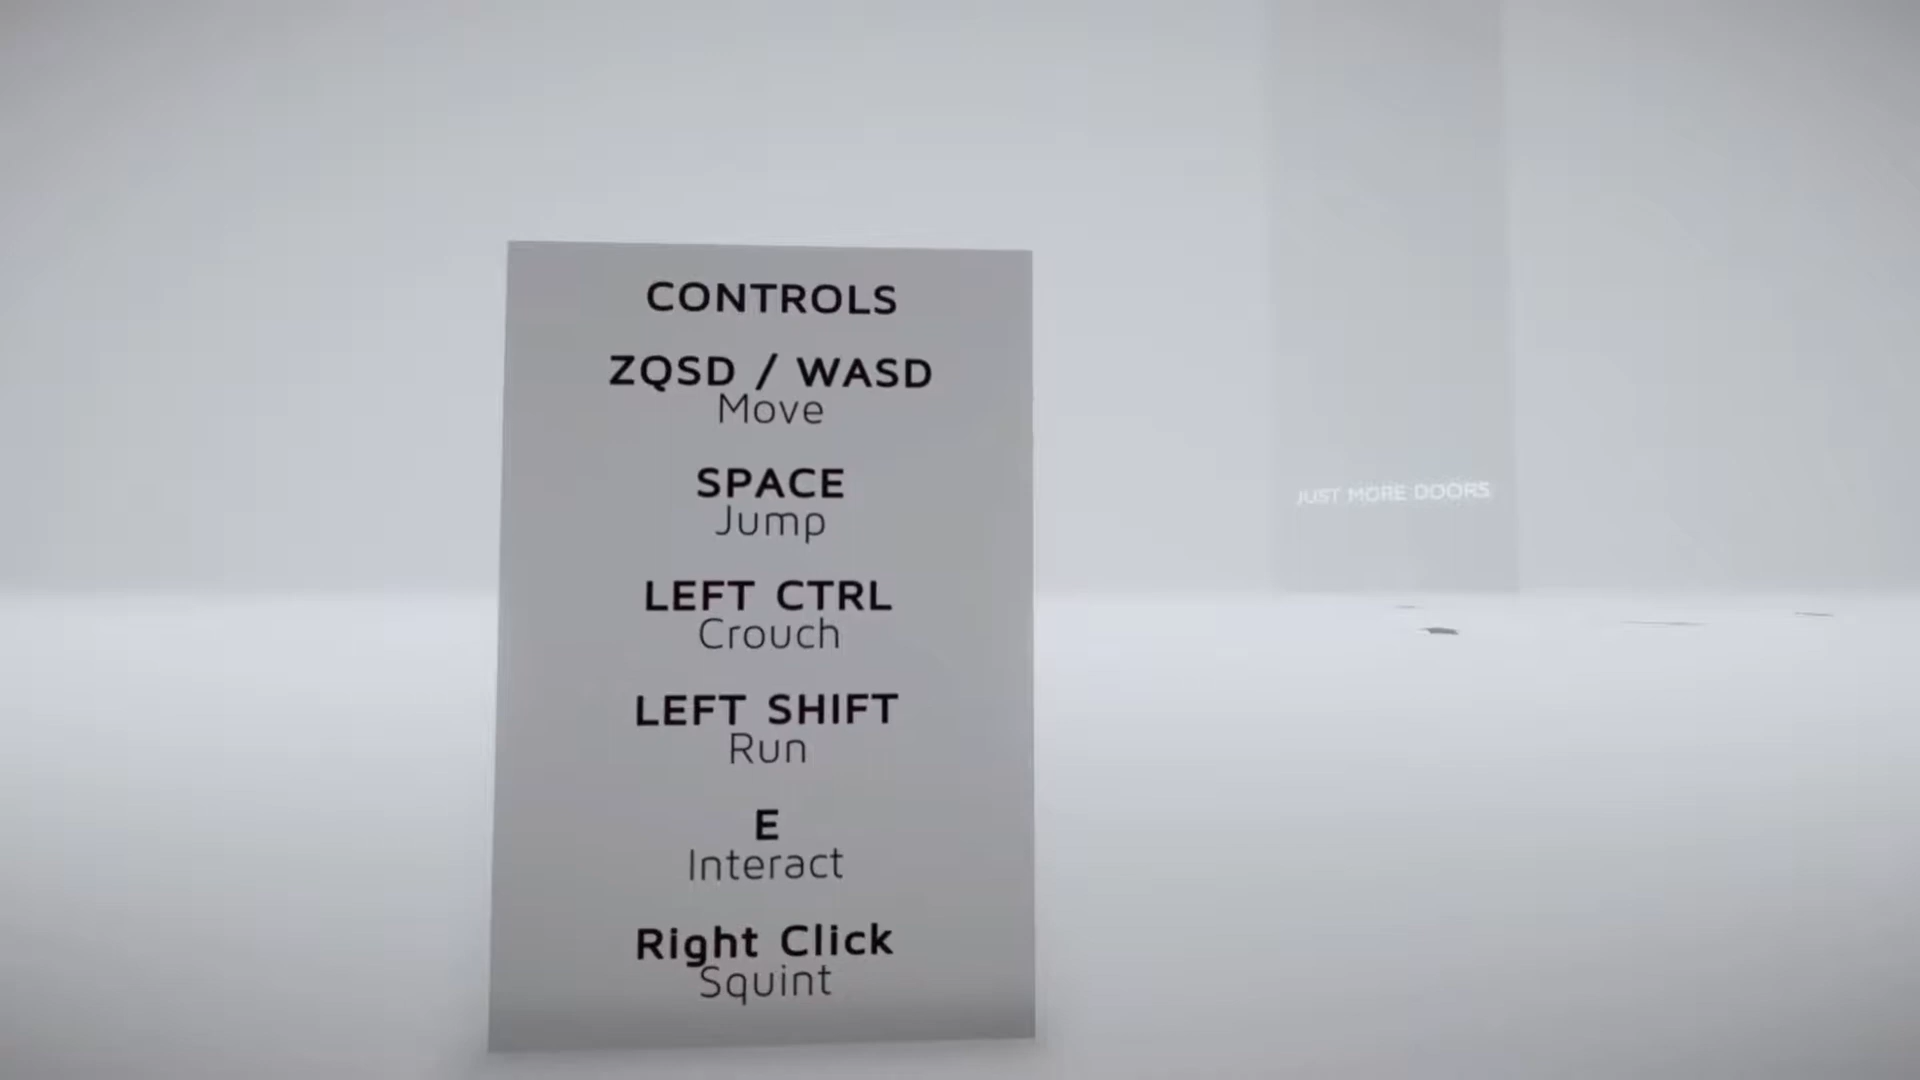 CONTROLS
ZQSD / WASD
Move
SPACE
Jump
LEFT CTRL
Crouch
LEFT SHIFT
Run
E
Interact
Right Click
Squint
JUST MORE DOORS